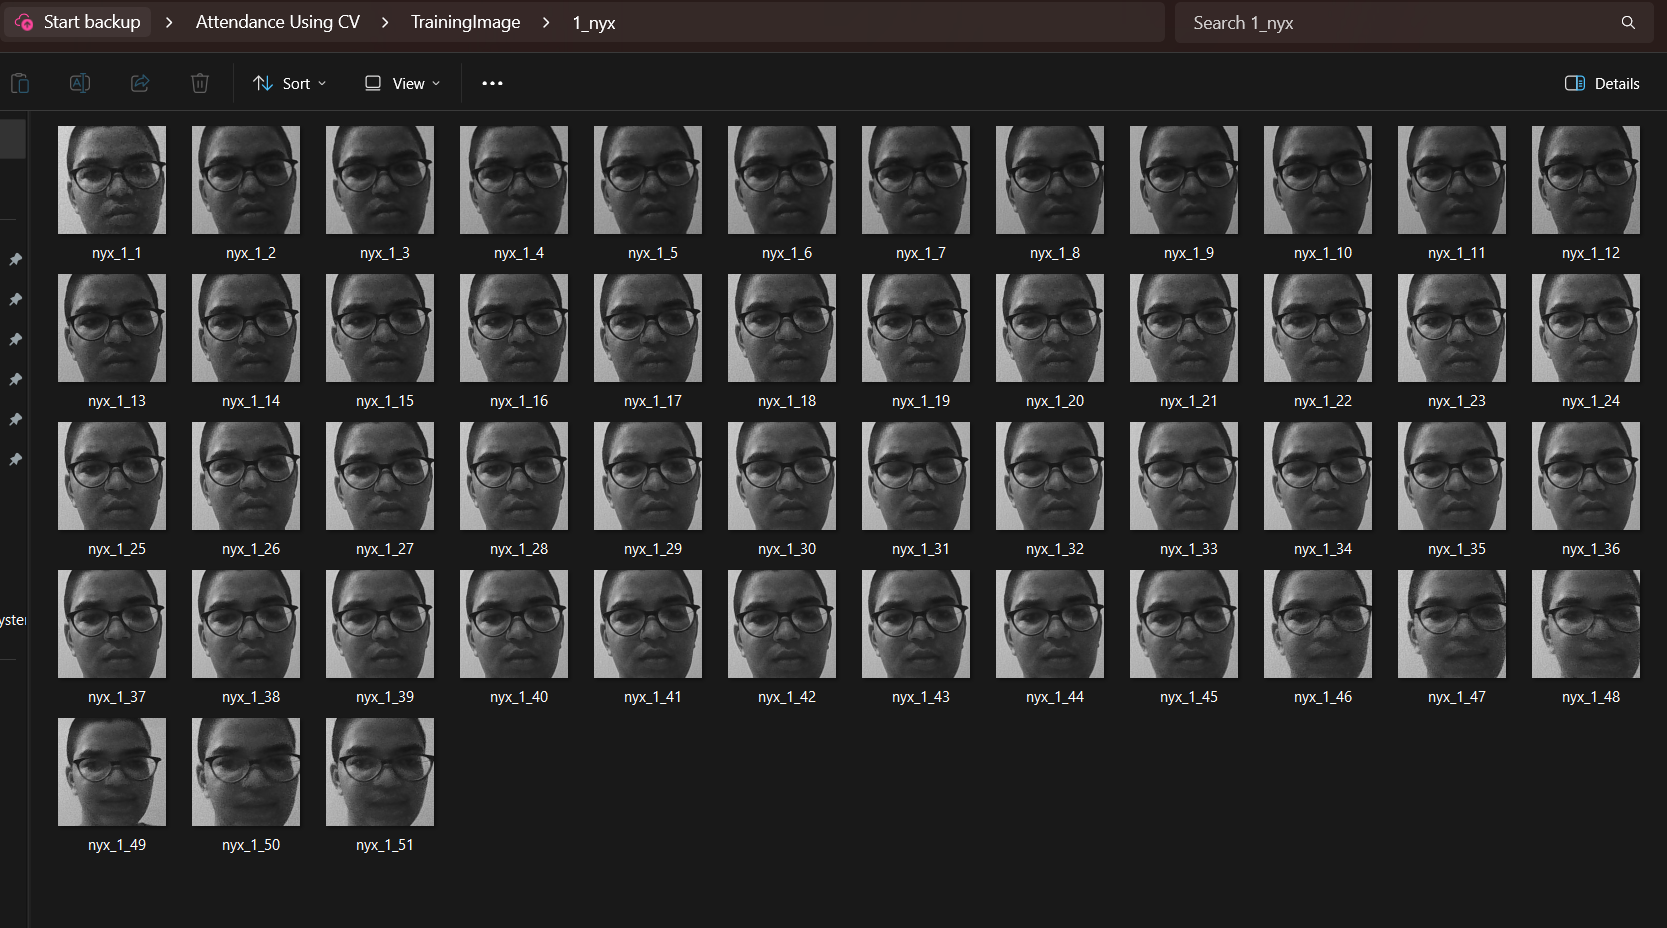 Start backup > Attendance Using CV > TrainingImage > 1_nyx
Search 1_nyx
Sort
View
Details
nyx_1_1 nyx_1_2 nyx_1_3 nyx_1_4 nyx_1_5 nyx_1_6 nyx_1_7 nyx_1_8 nyx_1_9 nyx_1_10 nyx_1_11 nyx_1_12
nyx_1_13 nyx_1_14 nyx_1_15 nyx_1_16 nyx_1_17 nyx_1_18 nyx_1_19 nyx_1_20 nyx_1_21 nyx_1_22 nyx_1_23 nyx_1_24
nyx_1_25 nyx_1_26 nyx_1_27 nyx_1_28 nyx_1_29 nyx_1_30 nyx_1_31 nyx_1_32 nyx_1_33 nyx_1_34 nyx_1_35 nyx_1_36
nyx_1_37 nyx_1_38 nyx_1_39 nyx_1_40 nyx_1_41 nyx_1_42 nyx_1_43 nyx_1_44 nyx_1_45 nyx_1_46 nyx_1_47 nyx_1_48
nyx_1_49 nyx_1_50 nyx_1_51